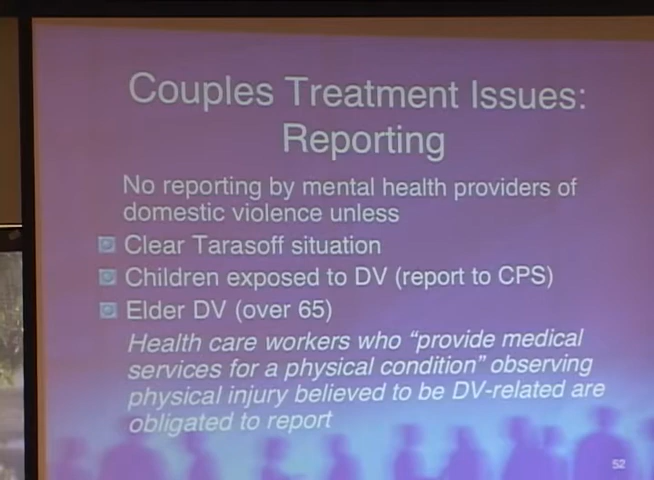 Couples Treatment Issues:
Reporting
No reporting by mental health providers of
domestic violence unless
Clear Tarasoff situation
Children exposed to DV (report to CPS)
Elder DV (over 65)
Health care workers who “provide medical
services for a physical condition” observing
physical injury believed to be DV-related are
obligated to report
52